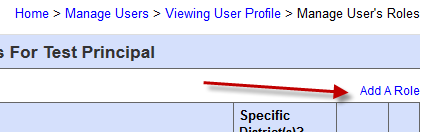 Home > Manage Users > Viewing User Profile > Manage User's Roles
s For Test Principal
Add A Role
Specific
District(s)?